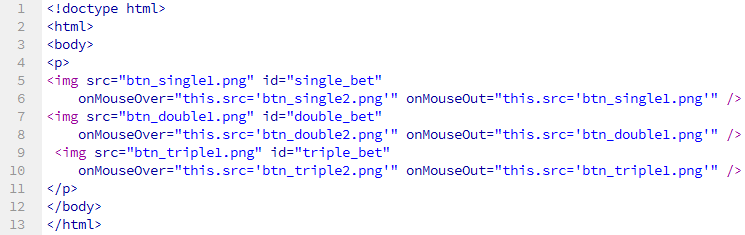 1 <!doctype html>
2 <html>
3 <body>
4 <p>
5 <img src="btn_single1.png" id="single_bet"
6 onMouseOver="this.src='btn_single2.png'" onMouseOut="this.src='btn_single1.png'" />
7 <img src="btn_double1.png" id="double_bet"
8 onMouseOver="this.src='btn_double2.png'" onMouseOut="this.src='btn_double1.png'" />
9 <img src="btn_triple1.png" id="triple_bet"
10 onMouseOver="this.src='btn_triple2.png'" onMouseOut="this.src='btn_triple1.png'" />
11 </p>
12 </body>
13 </html>